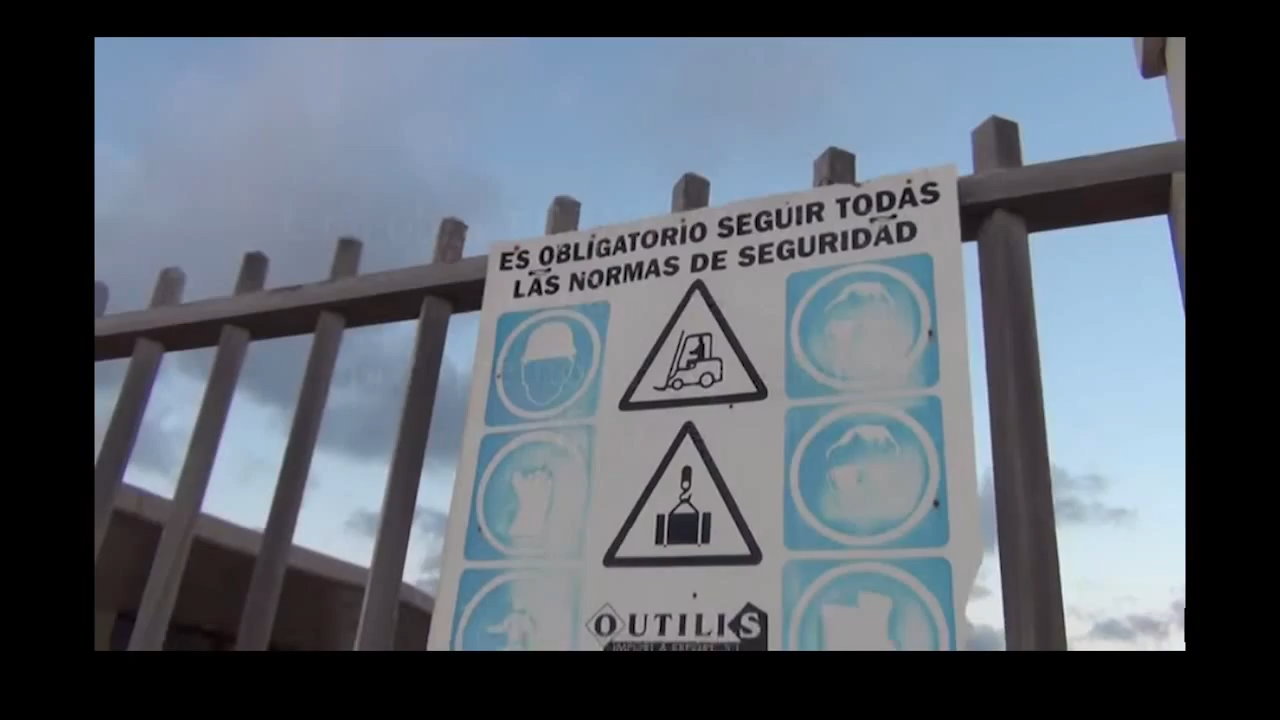 ES OBLIGATORIO SEGUIR TODAS
LAS NORMAS DE SEGURIDAD
OUTILIS